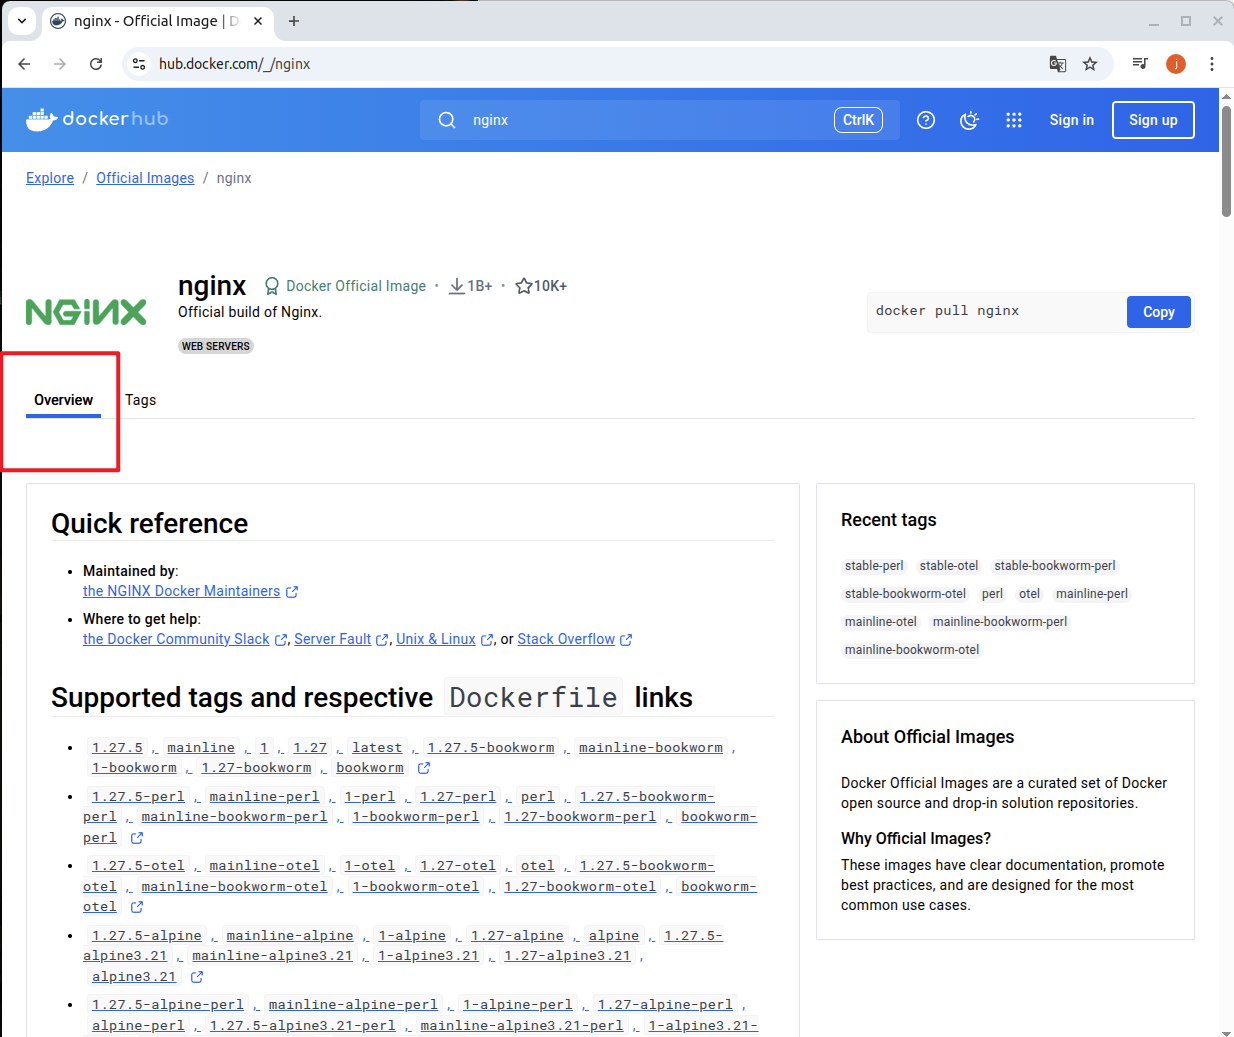 nginx - Official Image | D
hub.docker.com/_/nginx
j
docker hub
nginx
CtrlK
Sign in
Sign up
Explore / Official Images / nginx
NGINX
nginx
Docker Official Image • 1B+ • 10K+
Official build of Nginx.
WEB SERVERS
docker pull nginx
Copy
Overview
Tags
Quick reference
• Maintained by:
the NGINX Docker Maintainers
• Where to get help:
the Docker Community Slack, Server Fault, Unix & Linux, or Stack Overflow
Supported tags and respective Dockerfile links
• 1.27.5, mainline, 1, 1.27, latest, 1.27.5-bookworm, mainline-bookworm,
1-bookworm, 1.27-bookworm, bookworm
• 1.27.5-perl, mainline-perl, 1-perl, 1.27-perl, perl, 1.27.5-bookworm-
perl, mainline-bookworm-perl, 1-bookworm-perl, 1.27-bookworm-perl, bookworm-
perl
• 1.27.5-otel, mainline-otel, 1-otel, 1.27-otel, otel, 1.27.5-bookworm-
otel, mainline-bookworm-otel, 1-bookworm-otel, 1.27-bookworm-otel, bookworm-
otel
• 1.27.5-alpine, mainline-alpine, 1-alpine, 1.27-alpine, alpine, 1.27.5-
alpine3.21, mainline-alpine3.21, 1-alpine3.21, 1.27-alpine3.21,
alpine3.21
• 1.27.5-alpine-perl, mainline-alpine-perl, 1-alpine-perl, 1.27-alpine-perl,
alpine-perl, 1.27.5-alpine3.21-perl, mainline-alpine3.21-perl, 1-alpine3.21-
Recent tags
stable-perl stable-otel stable-bookworm-perl
stable-bookworm-otel perl otel mainline-perl
mainline-otel mainline-bookworm-perl
mainline-bookworm-otel
About Official Images
Docker Official Images are a curated set of Docker
open source and drop-in solution repositories.
Why Official Images?
These images have clear documentation, promote
best practices, and are designed for the most
common use cases.